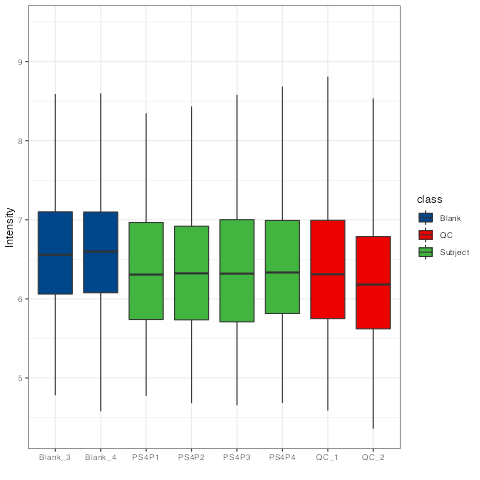 Intensity
9
8
7
6
5
Blank_3 Blank_4 PS4P1 PS4P2 PS4P3 PS4P4 QC_1 QC_2
class
Blank
QC
Subject